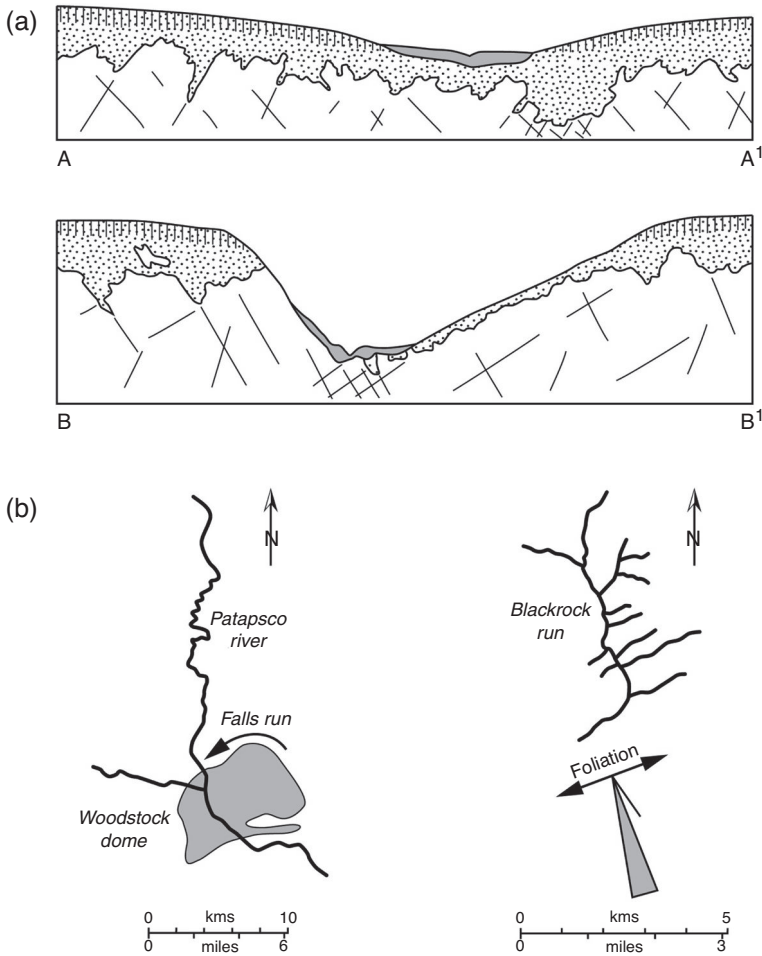 (a)
A A¹
B B¹
(b)
N
Patapsco
river
Falls run
Woodstock
dome
0 kms 10
0 miles 6
N
Blackrock
run
Foliation
0 kms 5
0 miles 3